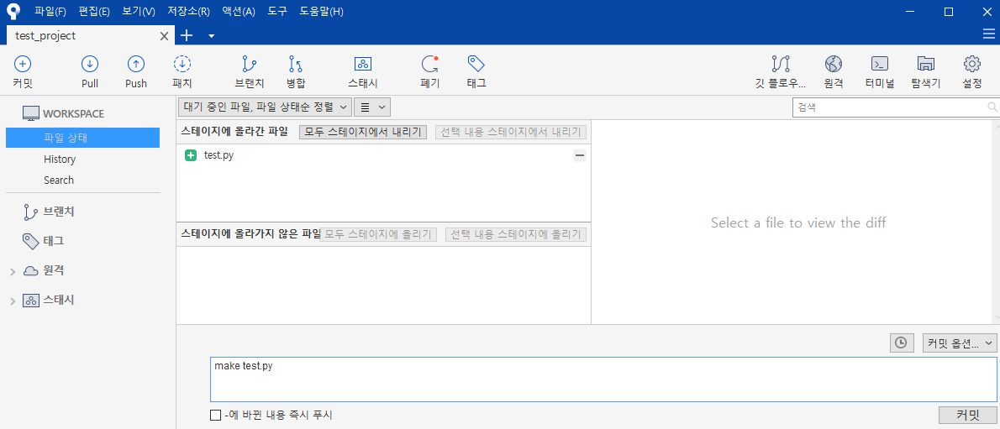 파일(F) 편집(E) 보기(V) 저장소(R) 액션(A) 도구 도움말(H)
test_project
커밋 Pull Push 패치 브랜치 병합 스태시 폐기 태그 깃 플로우... 원격 터미널 탐색기 설정
WORKSPACE
파일 상태
History
Search
브랜치
태그
원격
스태시
대기 중인 파일, 파일 상태순 정렬
검색
스테이지에 올라간 파일 모두 스테이지에서 내리기 선택 내용 스테이지에서 내리기
test.py
스테이지에 올라가지 않은 파일 모두 스테이지에 올리기 선택 내용 스테이지에 올리기
Select a file to view the diff
커밋 옵션...
make test.py
-에 바뀐 내용 즉시 푸시
커밋